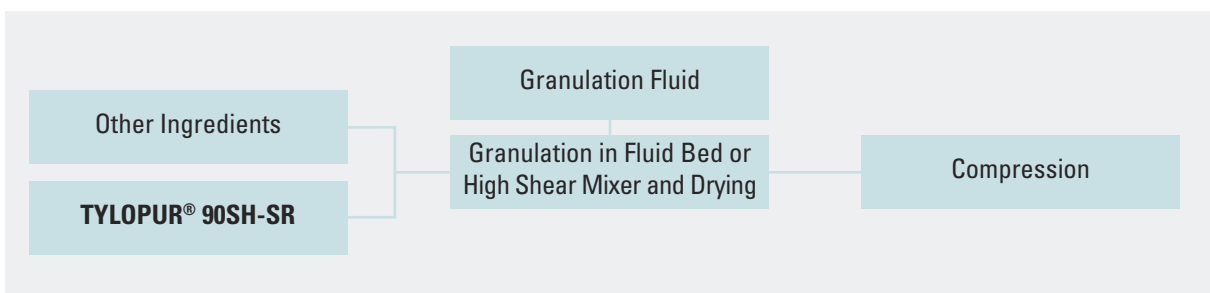 Other Ingredients
TYLOPUR® 90SH-SR
Granulation Fluid
Granulation in Fluid Bed or
High Shear Mixer and Drying
Compression